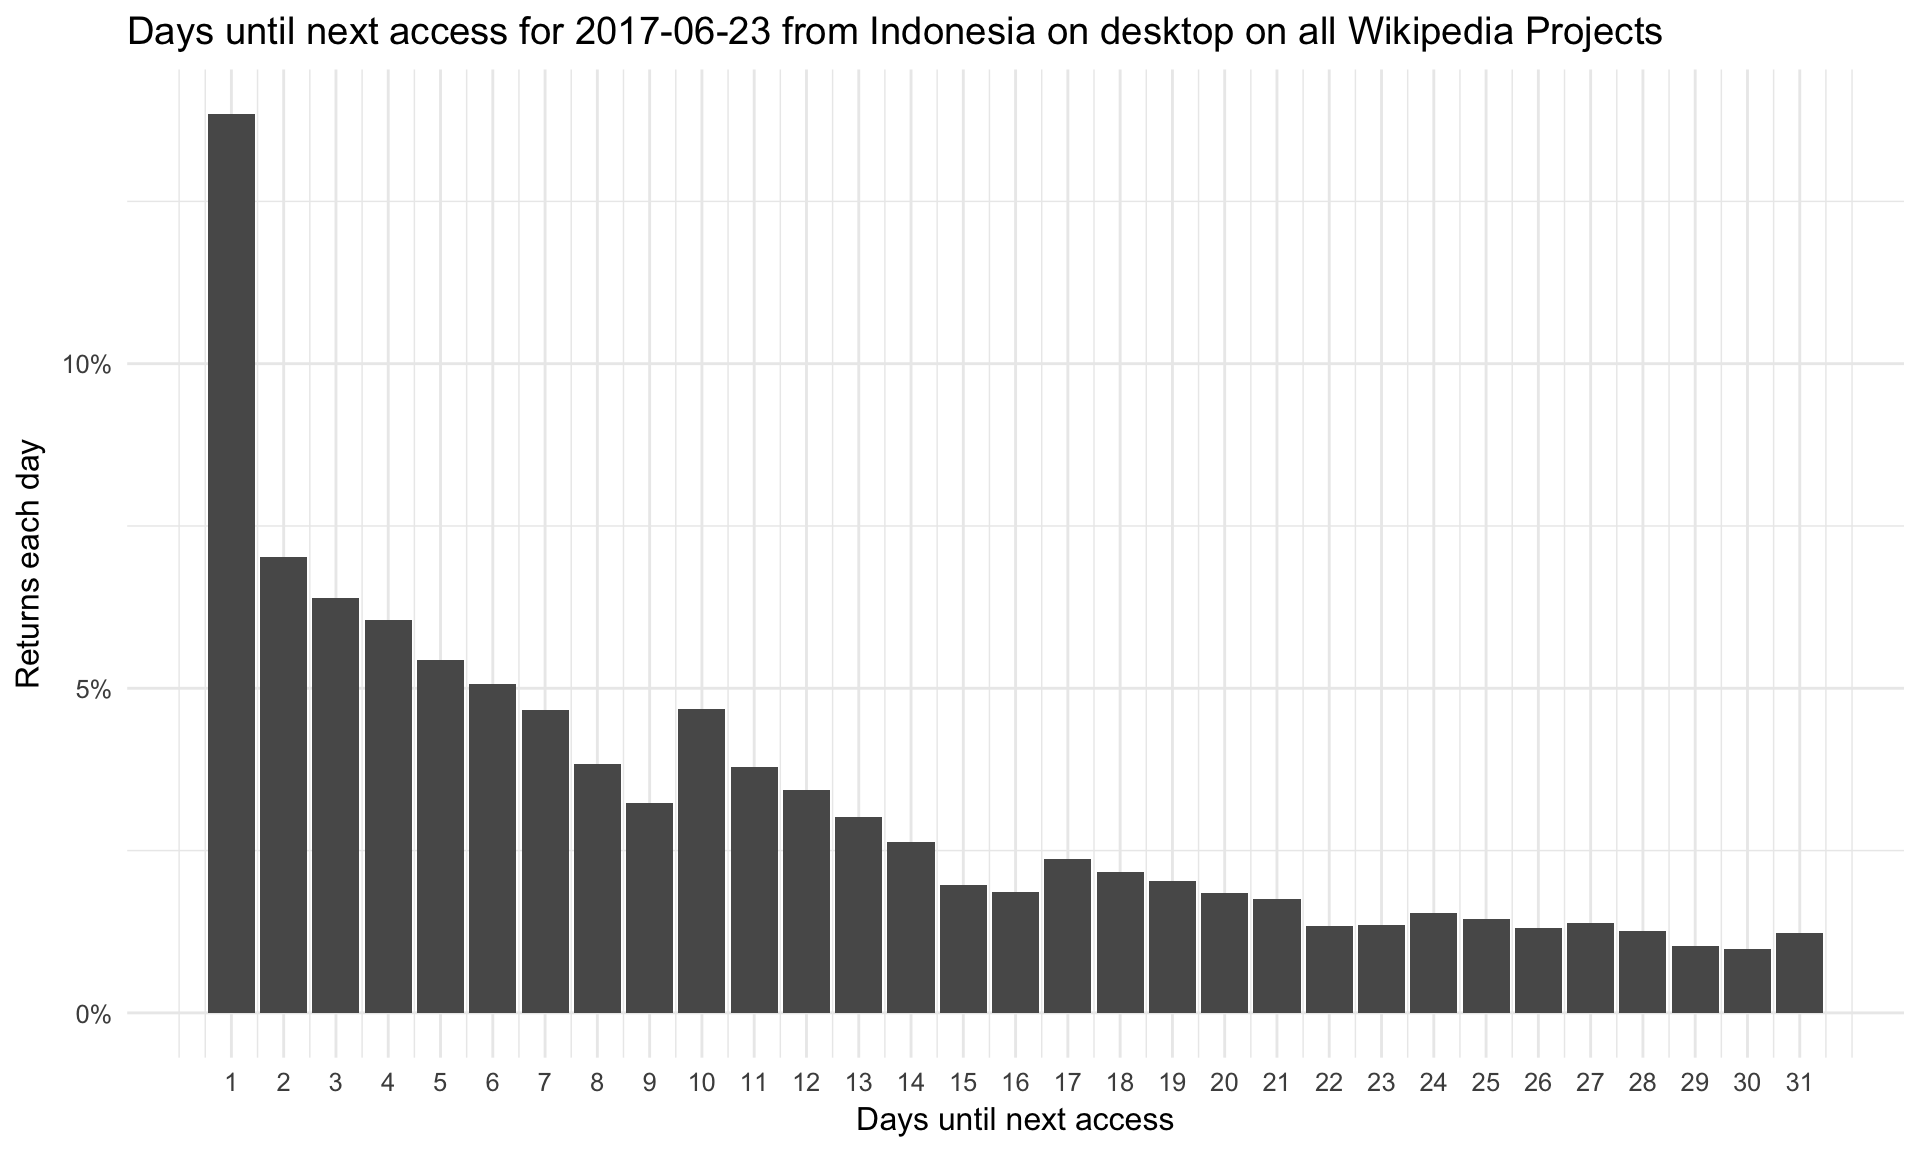 Days until next access for 2017-06-23 from Indonesia on desktop on all Wikipedia Projects
Returns each day
10%
5%
0%
1 2 3 4 5 6 7 8 9 10 11 12 13 14 15 16 17 18 19 20 21 22 23 24 25 26 27 28 29 30 31
Days until next access